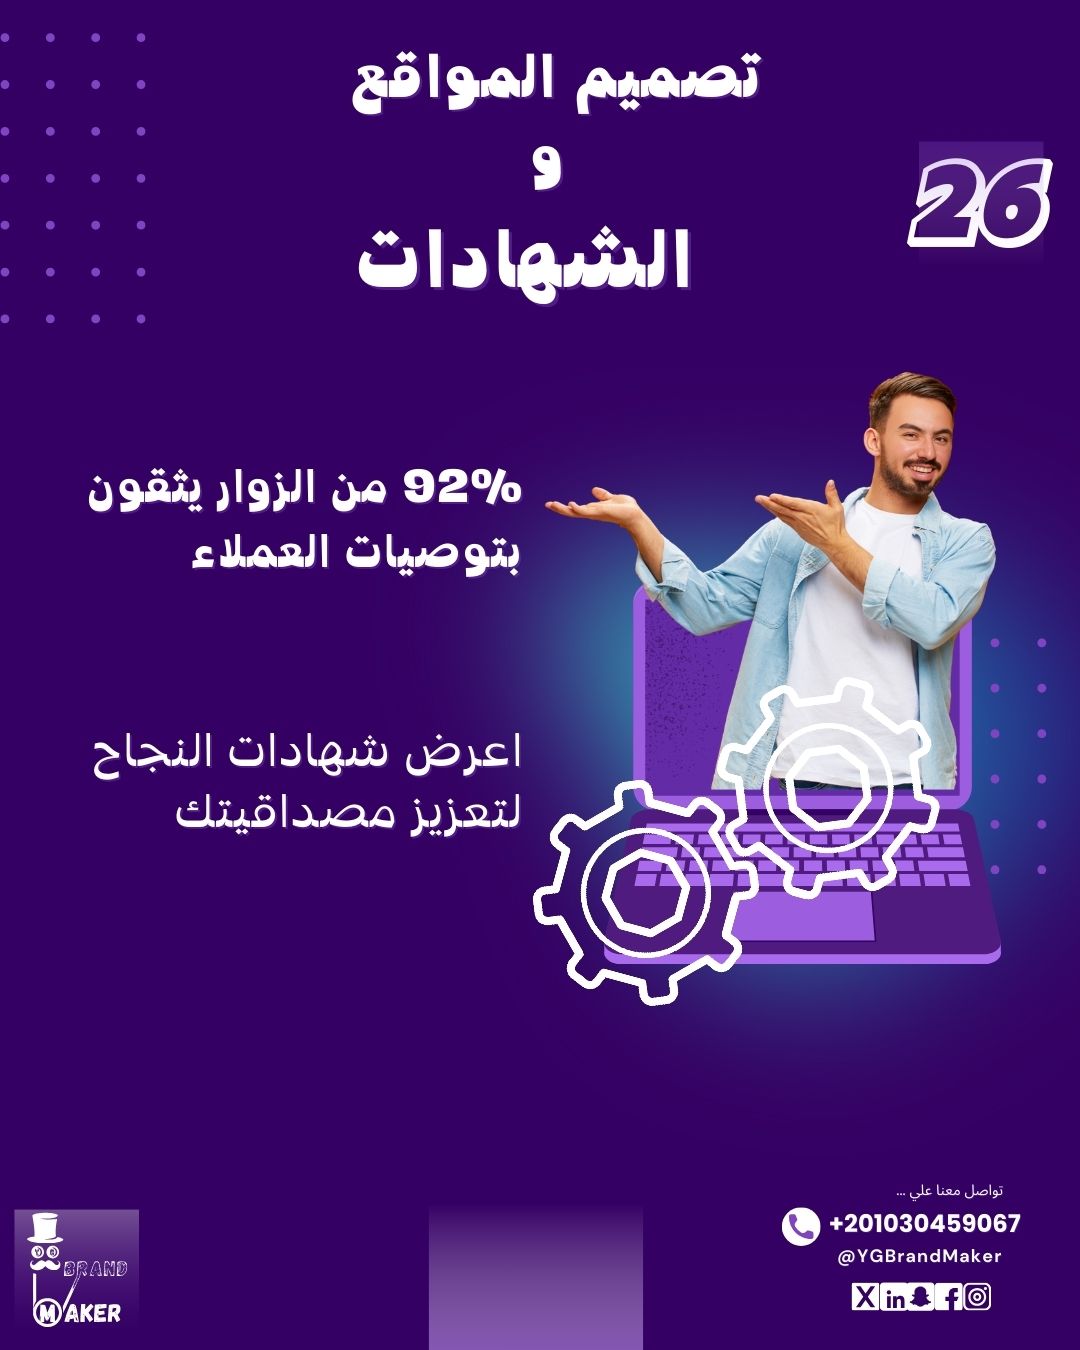 تصميم المواقع
و
الشهادات
26
92% من الزوار يثقون
بتوصيات العملاء
اعرض شهادات النجاح
لتعزيز مصداقيتك
تواصل معنا علي ...
+201030459067
@YGBrandMaker
BRAND
MAKER